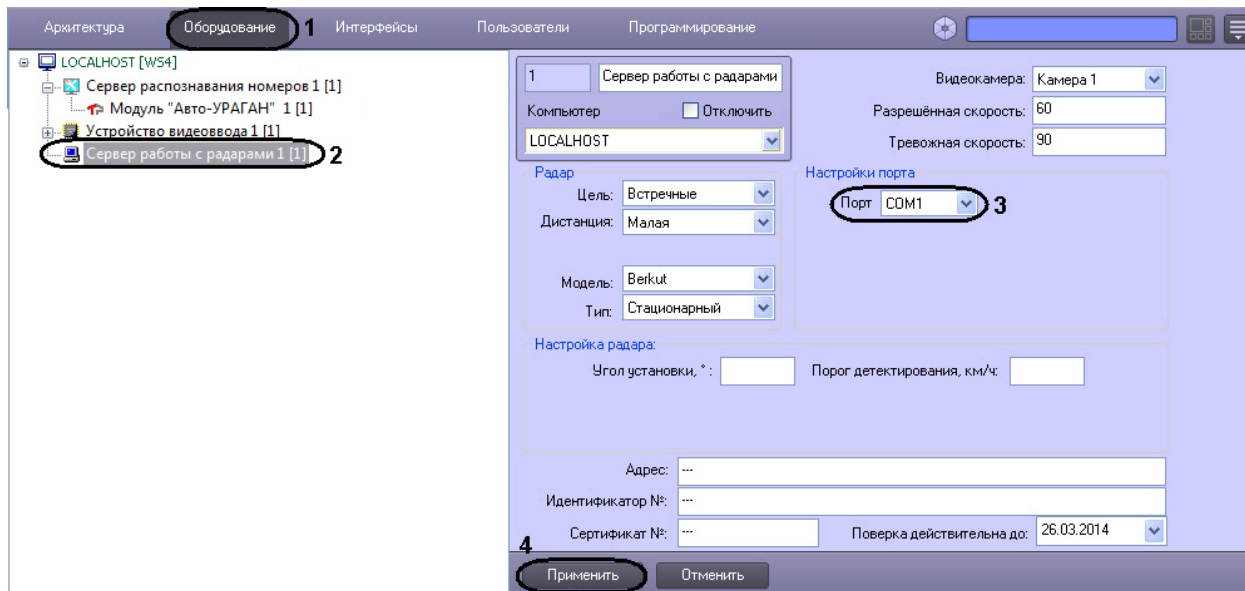 Архитектура Оборудование 1 Интерфейсы Пользователи Программирование
LOCALHOST [WS4]
Сервер распознавания номеров 1 [1]
Модуль "Авто-УРАГАН" 1 [1]
Устройство видеоввода 1 [1]
Сервер работы с радарами 1 [1] 2
1 Сервер работы с радарами
Компьютер Отключить
LOCALHOST
Видеокамера: Камера 1
Разрешённая скорость: 60
Тревожная скорость: 90
Радар
Цель: Встречные
Дистанция: Малая
Модель: Berkut
Тип: Стационарный
Настройки порта
Порт COM1 3
Настройка радара:
Угол установки, ° : Порог детектирования, км/ч:
Адрес: ---
Идентификатор №: ---
Сертификат №: --- Поверка действительна до: 26.03.2014
4
Применить Отменить